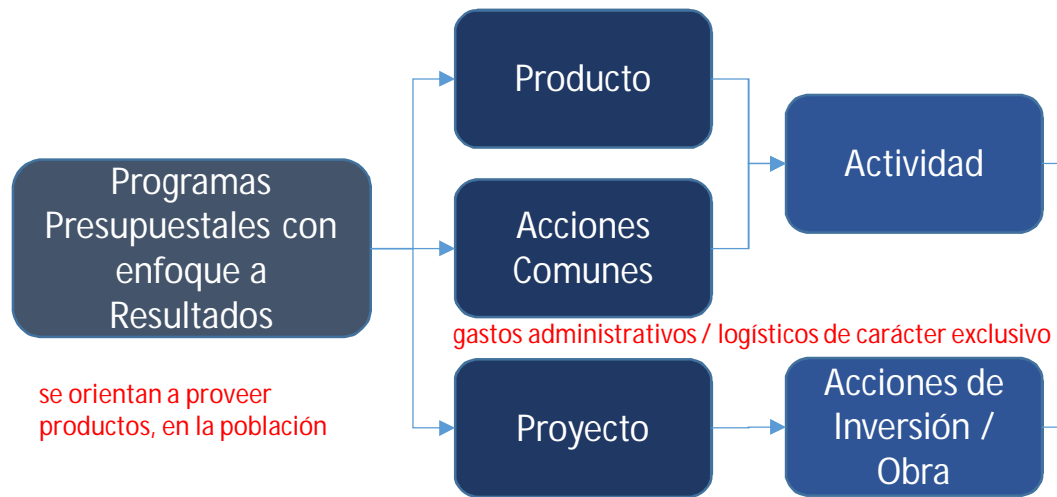 Programas
Presupuestales con
enfoque a
Resultados
se orientan a proveer
productos, en la población
Producto
Acciones
Comunes
gastos administrativos / logísticos de carácter exclusivo
Proyecto
Actividad
Acciones de
Inversión /
Obra